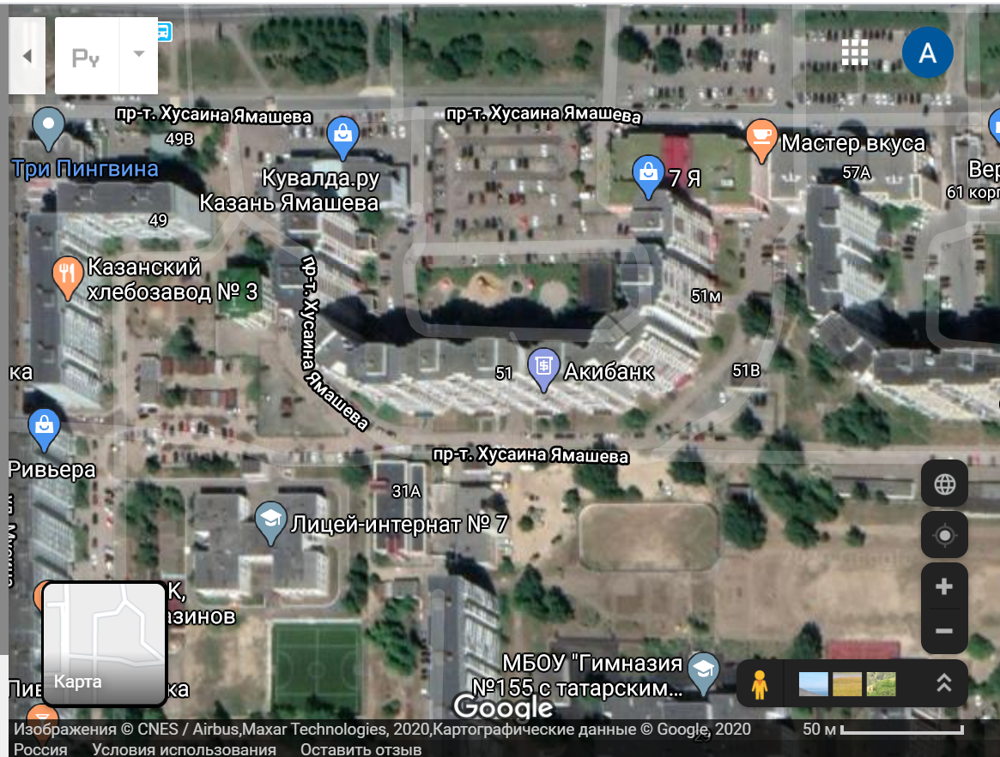 Ру
A
пр-т. Хусаина Ямашева
пр-т. Хусаина Ямашева
49В
Мастер вкуса
Три Пингвина
7 Я
57А
Кувалда.ру
Казань Ямашева
Вер
61 корп
49
Казанский
хлебозавод № 3
пр-т. Хусаина Ямашева
51м
ка
51
Акибанк
51В
Ривьера
пр-т. Хусаина Ямашева
31А
Лицей-интернат № 7
К,
азинов
МБОУ "Гимназия
№155 с татарским...
Карта
Пив
ка
Google
Изображения © CNES / Airbus,Maxar Technologies, 2020,Картографические данные © Google, 2020
50 м
Россия
Условия использования
Оставить отзыв